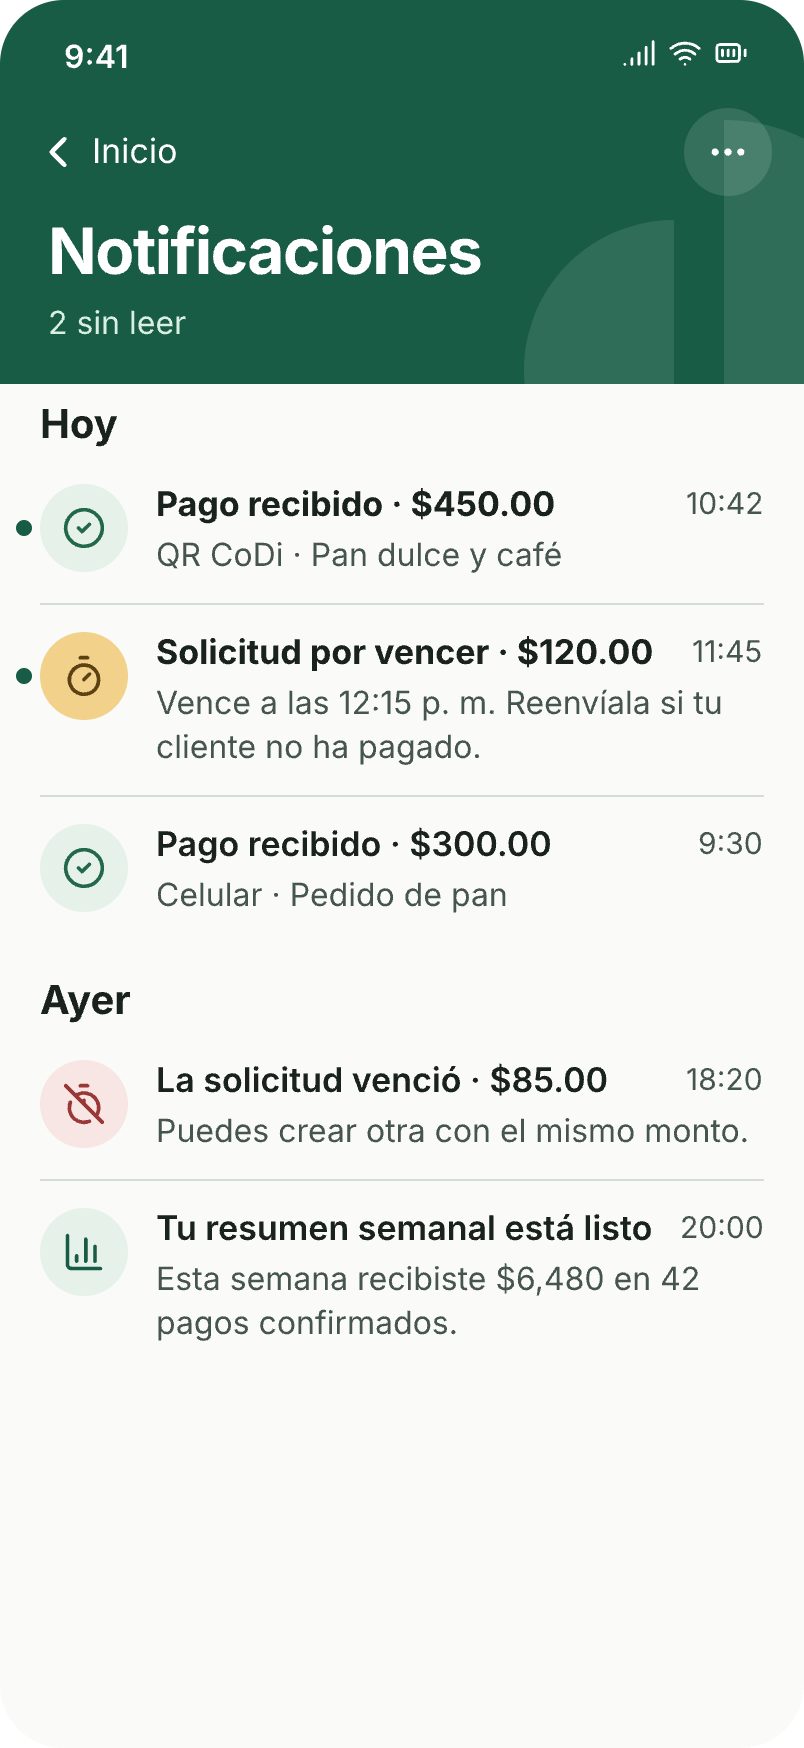 9:41
Inicio
Notificaciones
2 sin leer
Hoy
Pago recibido · $450.00 10:42
QR CoDi · Pan dulce y café
Solicitud por vencer · $120.00 11:45
Vence a las 12:15 p. m. Reenvíala si tu
cliente no ha pagado.
Pago recibido · $300.00 9:30
Celular · Pedido de pan
Ayer
La solicitud venció · $85.00 18:20
Puedes crear otra con el mismo monto.
Tu resumen semanal está listo 20:00
Esta semana recibiste $6,480 en 42
pagos confirmados.